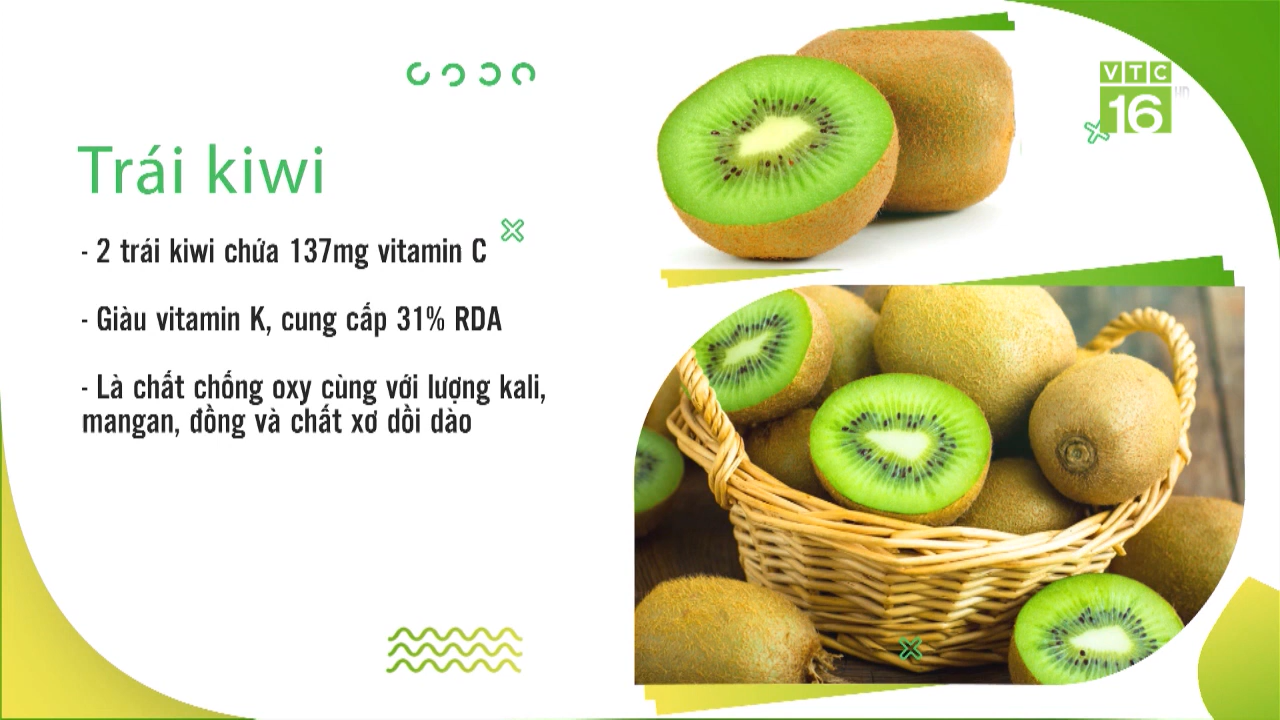 VTC
16
Trái kiwi
- 2 trái kiwi chứa 137mg vitamin C
- Giàu vitamin K, cung cấp 31% RDA
- Là chất chống oxy cùng với lượng kali,
mangan, đồng và chất xơ dồi dào